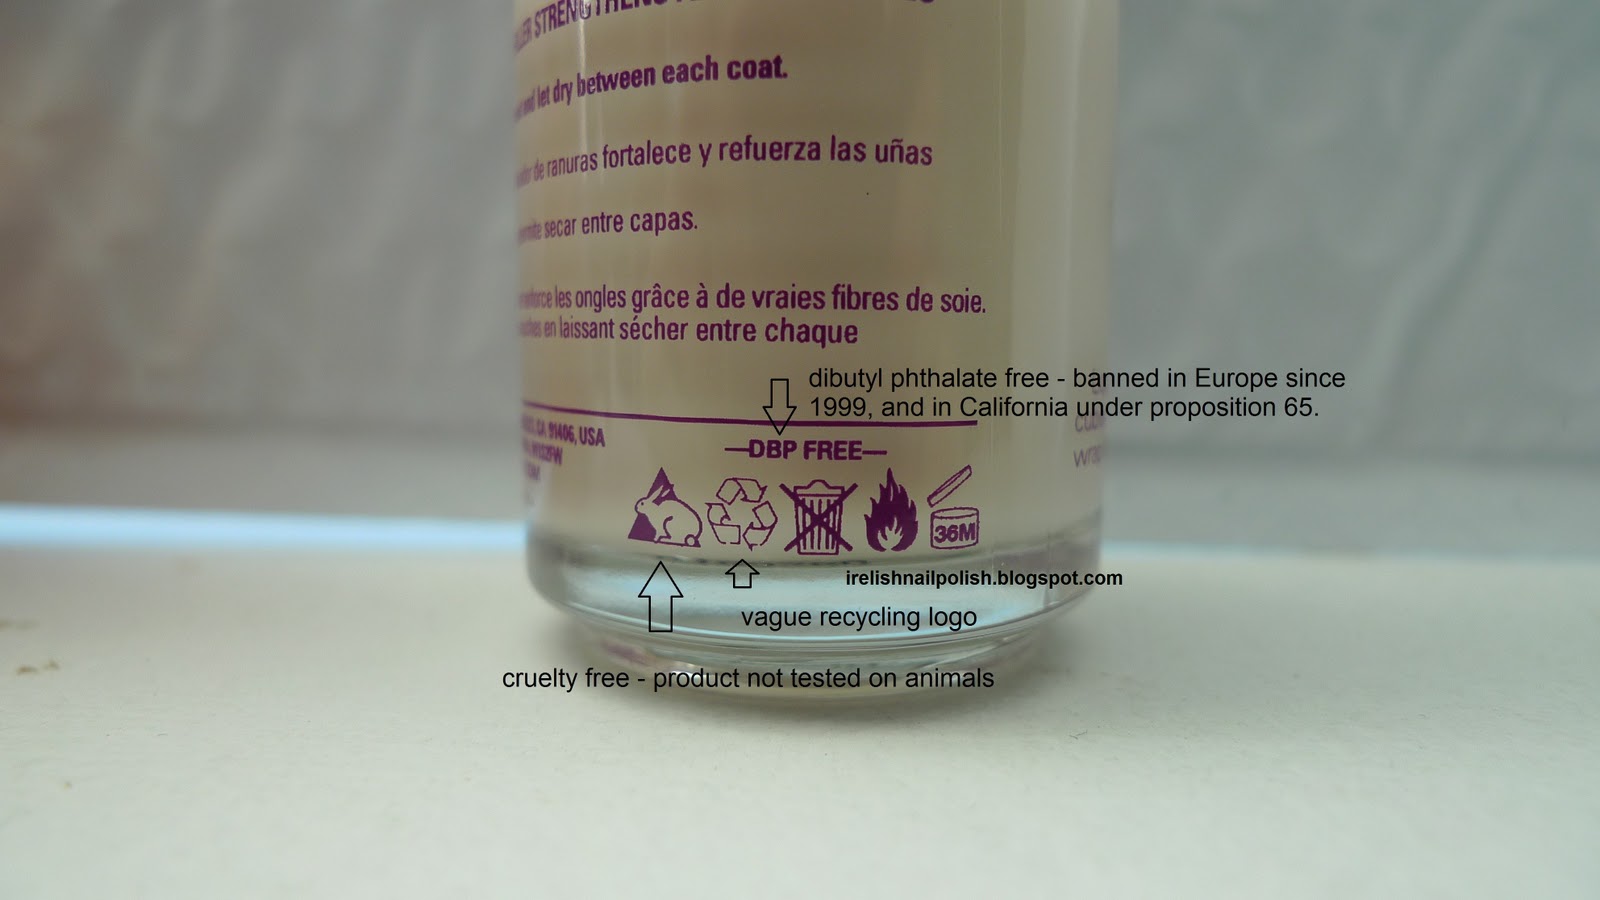 STRENGTHENS
let dry between each coat.
de ranuras fortalece y refuerza las uñas
secar entre capas.
les ongles grâce à de vraies fibres de soie.
en laissant sécher entre chaque
dibutyl phthalate free - banned in Europe since
1999, and in California under proposition 65.
CA 91406, USA
—DBP FREE—
36M
irelishnailpolish.blogspot.com
vague recycling logo
cruelty free - product not tested on animals